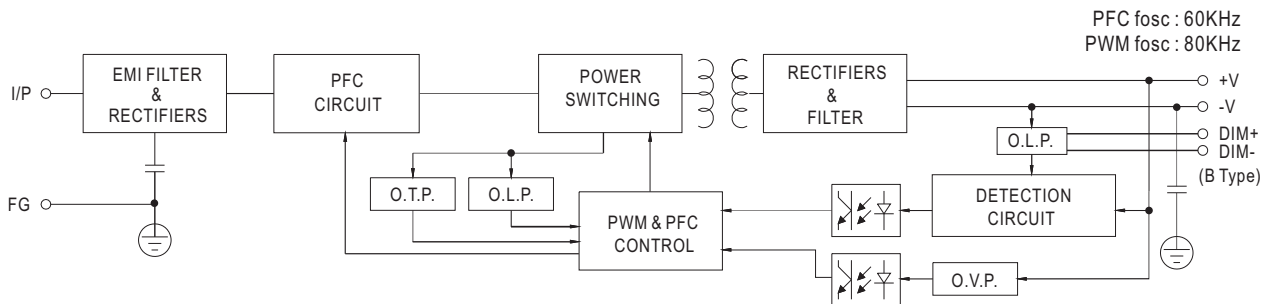 PFC fosc : 60KHz
PWM fosc : 80KHz
I/P
EMI FILTER
&
RECTIFIERS
PFC
CIRCUIT
POWER
SWITCHING
RECTIFIERS
&
FILTER
+V
-V
DIM+
DIM-
(B Type)
O.L.P.
FG
O.T.P.
O.L.P.
PWM & PFC
CONTROL
DETECTION
CIRCUIT
O.V.P.